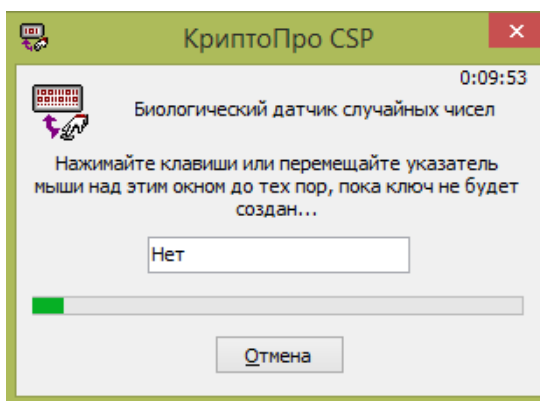 КриптоПро CSP
0:09:53
Биологический датчик случайных чисел
Нажимайте клавиши или перемещайте указатель
мыши над этим окном до тех пор, пока ключ не будет
создан...
Нет
Отмена